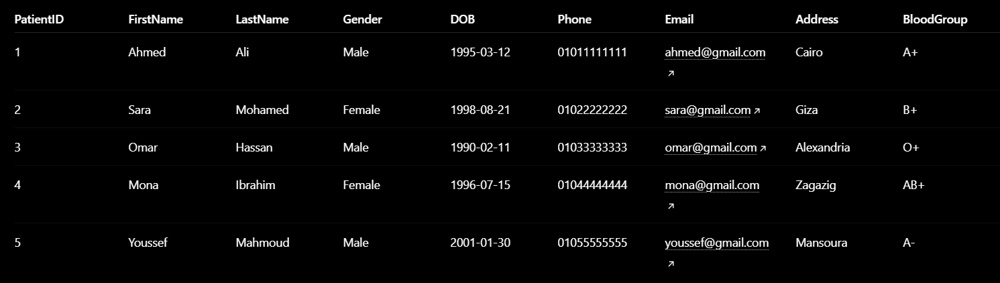 PatientID FirstName LastName Gender DOB Phone Email Address BloodGroup
1 Ahmed Ali Male 1995-03-12 01011111111 ahmed@gmail.com Cairo A+
2 Sara Mohamed Female 1998-08-21 01022222222 sara@gmail.com Giza B+
3 Omar Hassan Male 1990-02-11 01033333333 omar@gmail.com Alexandria O+
4 Mona Ibrahim Female 1996-07-15 01044444444 mona@gmail.com Zagazig AB+
5 Youssef Mahmoud Male 2001-01-30 01055555555 youssef@gmail.com Mansoura A-